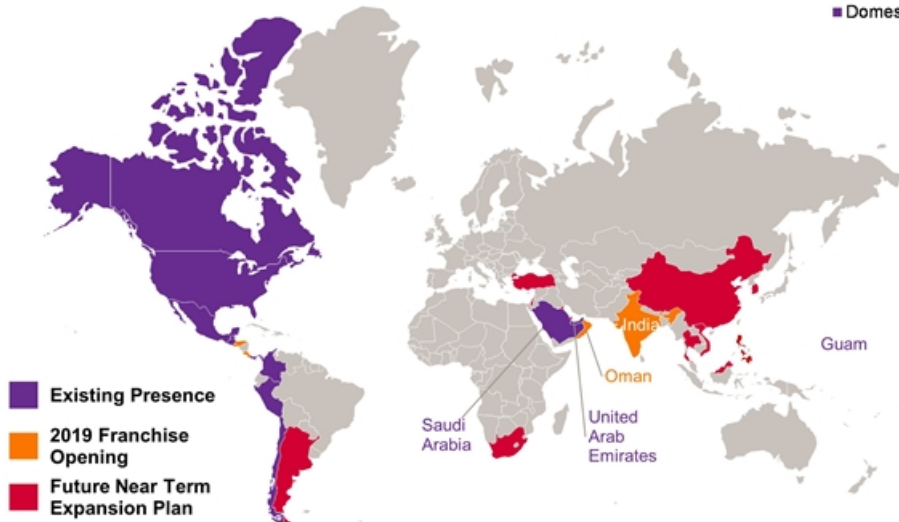 Domes
India
Guam
Oman
Saudi
Arabia
United
Arab
Emirates
Existing Presence
2019 Franchise
Opening
Future Near Term
Expansion Plan